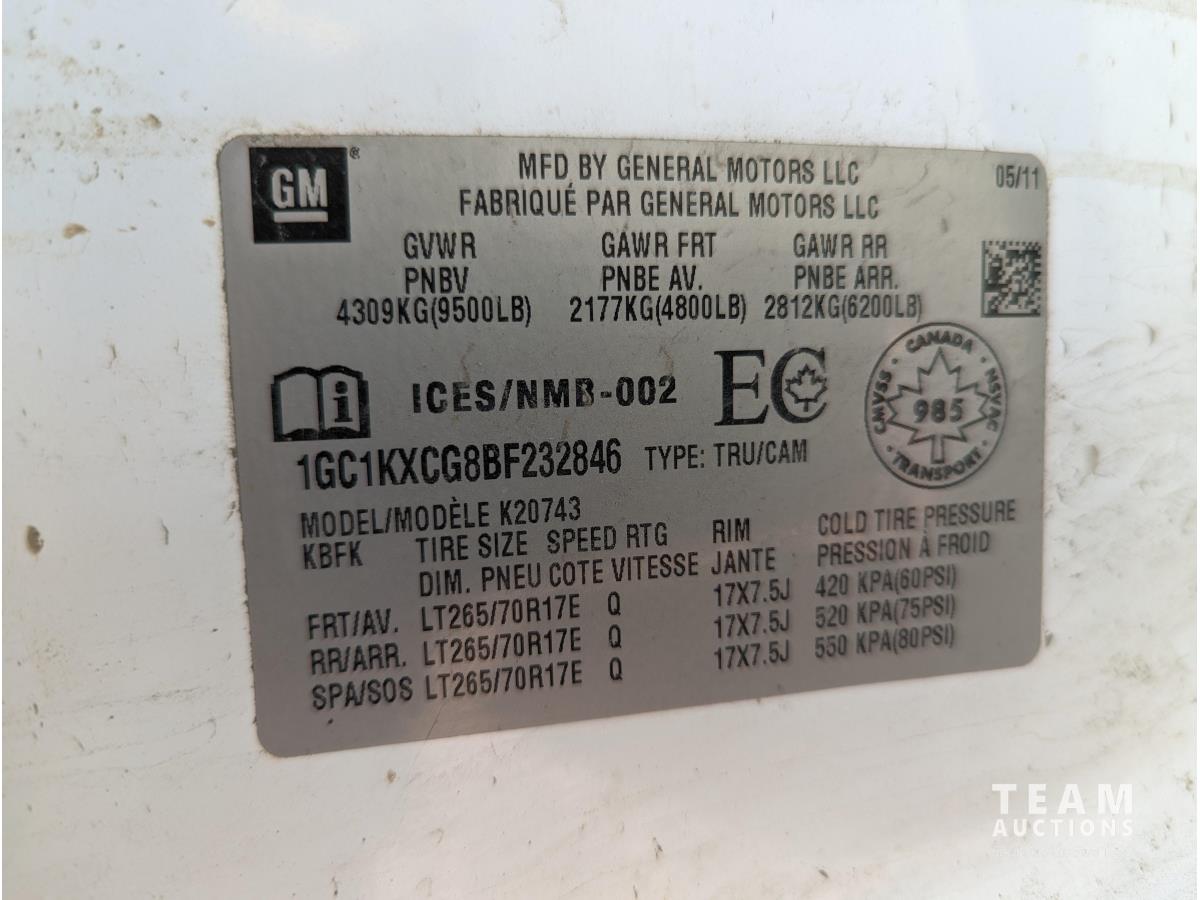 GM®
MFD BY GENERAL MOTORS LLC 05/11
FABRIQUÉ PAR GENERAL MOTORS LLC
GVWR GAWR FRT GAWR RR
PNBV PNBE AV. PNBE ARR.
4309KG(9500LB) 2177KG(4800LB) 2812KG(6200LB)
i ICES/NMB-002 EC
CANADA
CMVSS 985 NSVAC
TRANSPORT
1GC1KXCG8BF232846 TYPE: TRU/CAM
MODEL/MODÈLE K20743
KBFK TIRE SIZE SPEED RTG RIM COLD TIRE PRESSURE
DIM. PNEU COTE VITESSE JANTE PRESSION À FROID
FRT/AV. LT265/70R17E Q 17X7.5J 420 KPA(60PSI)
RR/ARR. LT265/70R17E Q 17X7.5J 520 KPA(75PSI)
SPA/SOS LT265/70R17E Q 17X7.5J 550 KPA(80PSI)
TEAM
AUCTIONS